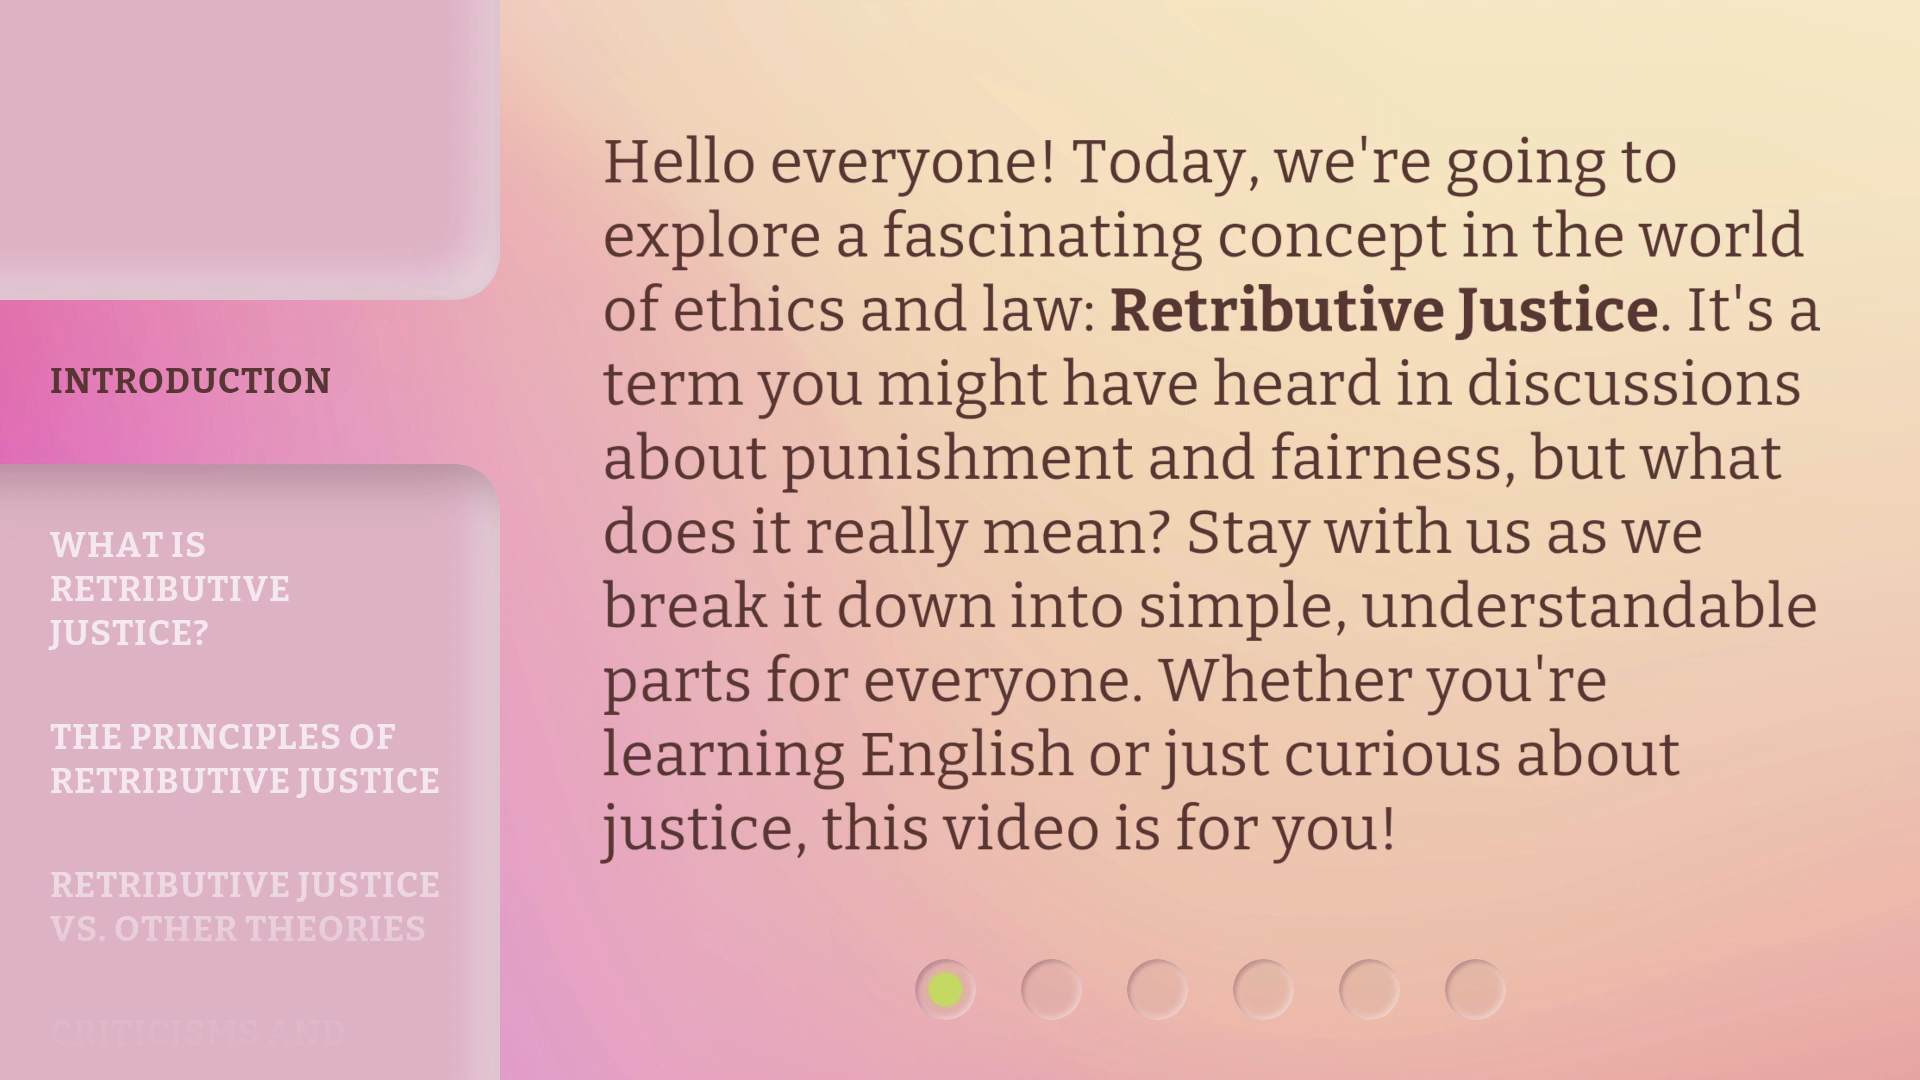 INTRODUCTION
WHAT IS
RETRIBUTIVE
JUSTICE?
THE PRINCIPLES OF
RETRIBUTIVE JUSTICE
RETRIBUTIVE JUSTICE
VS. OTHER THEORIES
CRITICISMS AND
Hello everyone! Today, we're going to
explore a fascinating concept in the world
of ethics and law: Retributive Justice. It's a
term you might have heard in discussions
about punishment and fairness, but what
does it really mean? Stay with us as we
break it down into simple, understandable
parts for everyone. Whether you're
learning English or just curious about
justice, this video is for you!